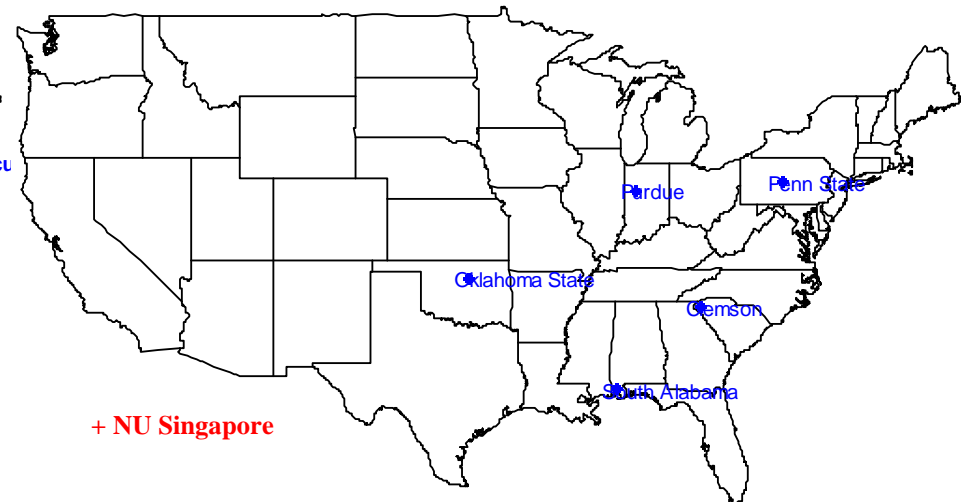 Purdue
Penn State
Oklahoma State
Clemson
South Alabama
+ NU Singapore